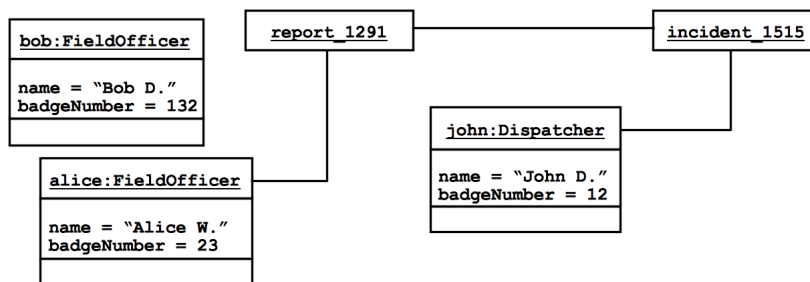 bob:FieldOfficer
name = “Bob D.”
badgeNumber = 132
report_1291
incident_1515
alice:FieldOfficer
name = “Alice W.”
badgeNumber = 23
john:Dispatcher
name = “John D.”
badgeNumber = 12